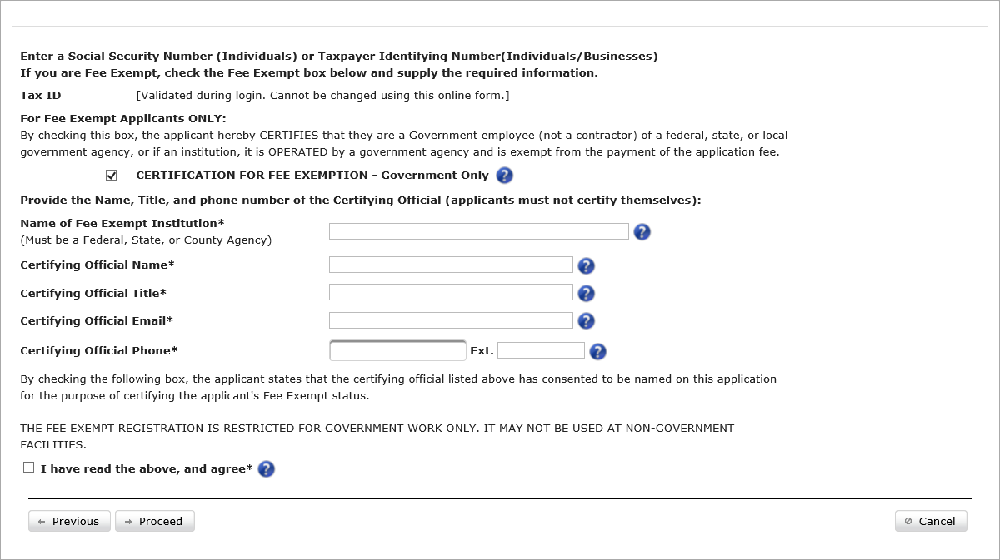 Enter a Social Security Number (Individuals) or Taxpayer Identifying Number(Individuals/Businesses)
If you are Fee Exempt, check the Fee Exempt box below and supply the required information.
Tax ID [Validated during login. Cannot be changed using this online form.]
For Fee Exempt Applicants ONLY:
By checking this box, the applicant hereby CERTIFIES that they are a Government employee (not a contractor) of a federal, state, or local
government agency, or if an institution, it is OPERATED by a government agency and is exempt from the payment of the application fee.
CERTIFICATION FOR FEE EXEMPTION - Government Only ?
Provide the Name, Title, and phone number of the Certifying Official (applicants must not certify themselves):
Name of Fee Exempt Institution* ?
(Must be a Federal, State, or County Agency)
Certifying Official Name* ?
Certifying Official Title* ?
Certifying Official Email* ?
Certifying Official Phone* Ext. ?
By checking the following box, the applicant states that the certifying official listed above has consented to be named on this application
for the purpose of certifying the applicant's Fee Exempt status.
THE FEE EXEMPT REGISTRATION IS RESTRICTED FOR GOVERNMENT WORK ONLY. IT MAY NOT BE USED AT NON-GOVERNMENT
FACILITIES.
I have read the above, and agree* ?
Previous Proceed Cancel